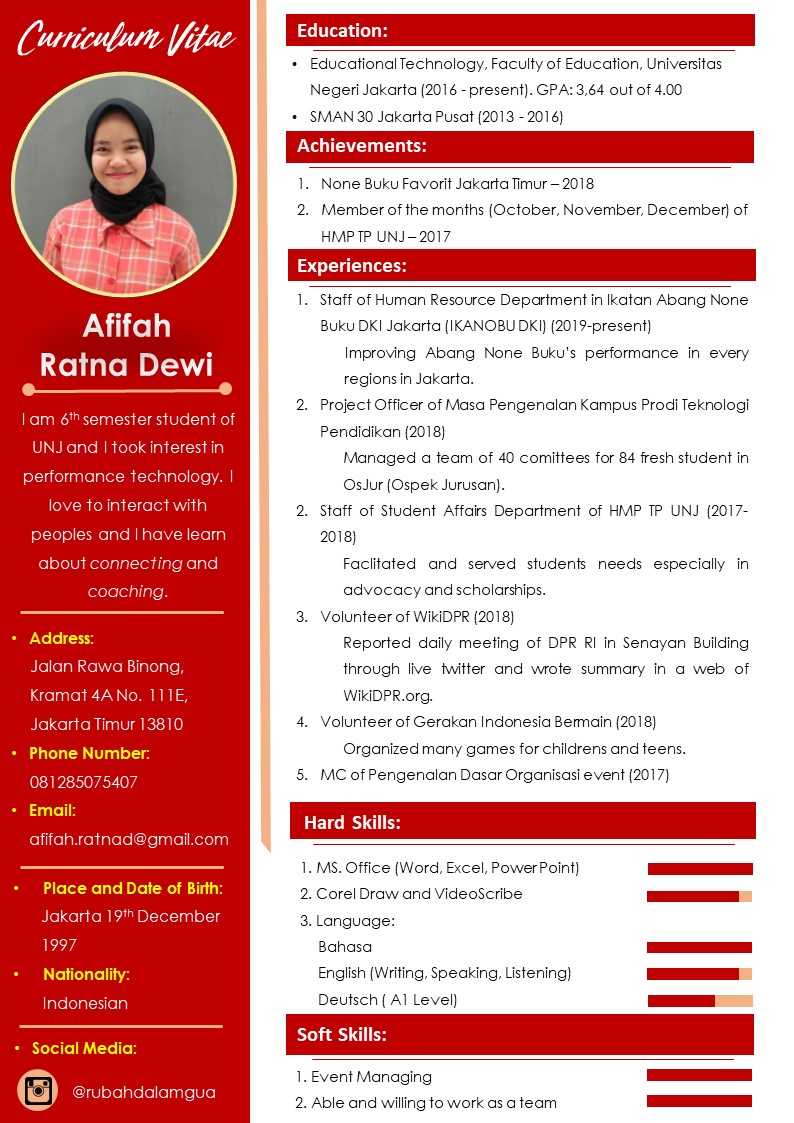 Curriculum Vitae
Afifah
Ratna Dewi
I am 6th semester student of
UNJ and I took interest in
performance technology. I
love to interact with
peoples and I have learn
about connecting and
coaching.
• Address:
Jalan Rawa Binong,
Kramat 4A No. 111E,
Jakarta Timur 13810
• Phone Number:
081285075407
• Email:
afifah.ratnad@gmail.com
• Place and Date of Birth:
Jakarta 19th December
1997
• Nationality:
Indonesian
• Social Media:
@rubahdalamgua
Education:
• Educational Technology, Faculty of Education, Universitas
Negeri Jakarta (2016 - present). GPA: 3,64 out of 4.00
• SMAN 30 Jakarta Pusat (2013 - 2016)
Achievements:
1. None Buku Favorit Jakarta Timur – 2018
2. Member of the months (October, November, December) of
HMP TP UNJ – 2017
Experiences:
1. Staff of Human Resource Department in Ikatan Abang None
Buku DKI Jakarta (IKANOBU DKI) (2019-present)
Improving Abang None Buku's performance in every
regions in Jakarta.
2. Project Officer of Masa Pengenalan Kampus Prodi Teknologi
Pendidikan (2018)
Managed a team of 40 comittees for 84 fresh student in
OsJur (Ospek Jurusan).
2. Staff of Student Affairs Department of HMP TP UNJ (2017-
2018)
Faclitated and served students needs especially in
advocacy and scholarships.
3. Volunteer of WikiDPR (2018)
Reported daily meeting of DPR RI in Senayan Building
through live twitter and wrote summary in a web of
WikiDPR.org.
4. Volunteer of Gerakan Indonesia Bermain (2018)
Organized many games for childrens and teens.
5. MC of Pengenalan Dasar Organisasi event (2017)
Hard Skills:
1. MS. Office (Word, Excel, PowerPoint)
2. Corel Draw and VideoScribe
3. Language:
Bahasa
English (Writing, Speaking, Listening)
Deutsch ( A1 Level)
Soft Skills:
1. Event Managing
2. Able and willing to work as a team